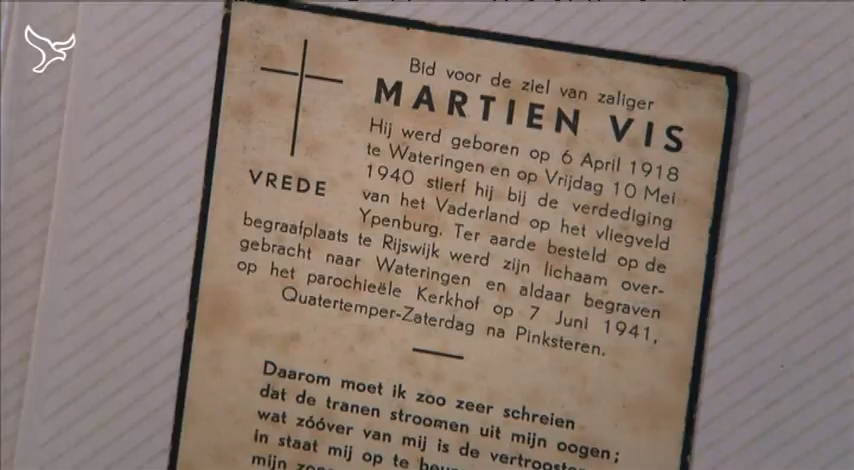 Bid voor de ziel van zaliger
MARTIEN VIS
Hij werd geboren op 6 April 1918
te Wateringen en op Vrijdag 10 Mei
1940 stierf hij bij de verdediging
van het Vaderland op het vliegveld
Ypenburg. Ter aarde besteld op de
begraafplaats te Rijswijk werd zijn lichaam over-
gebracht naar Wateringen en aldaar begraven
op het parochieële Kerkhof op 7 Juni 1941,
Quatertemper-Zaterdag na Pinksteren.
VREDE
Daarom moet ik zoo zeer schreien
dat de tranen stroomen uit mijn oogen;
wat zóóver van mij is de
in staat mij op te
mijn